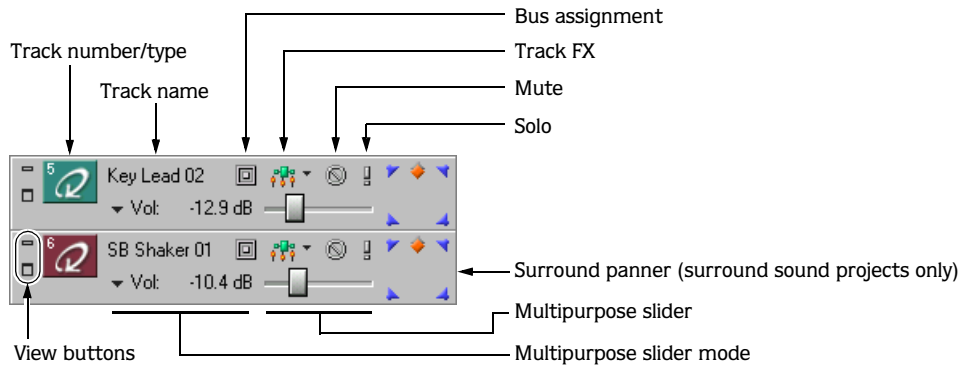 Bus assignment
Track number/type
Track FX
Track name
Mute
Solo
5
Key Lead 02
Vol: -12.9 dB
6
SB Shaker 01
Vol: -10.4 dB
Surround panner (surround sound projects only)
Multipurpose slider
View buttons
Multipurpose slider mode